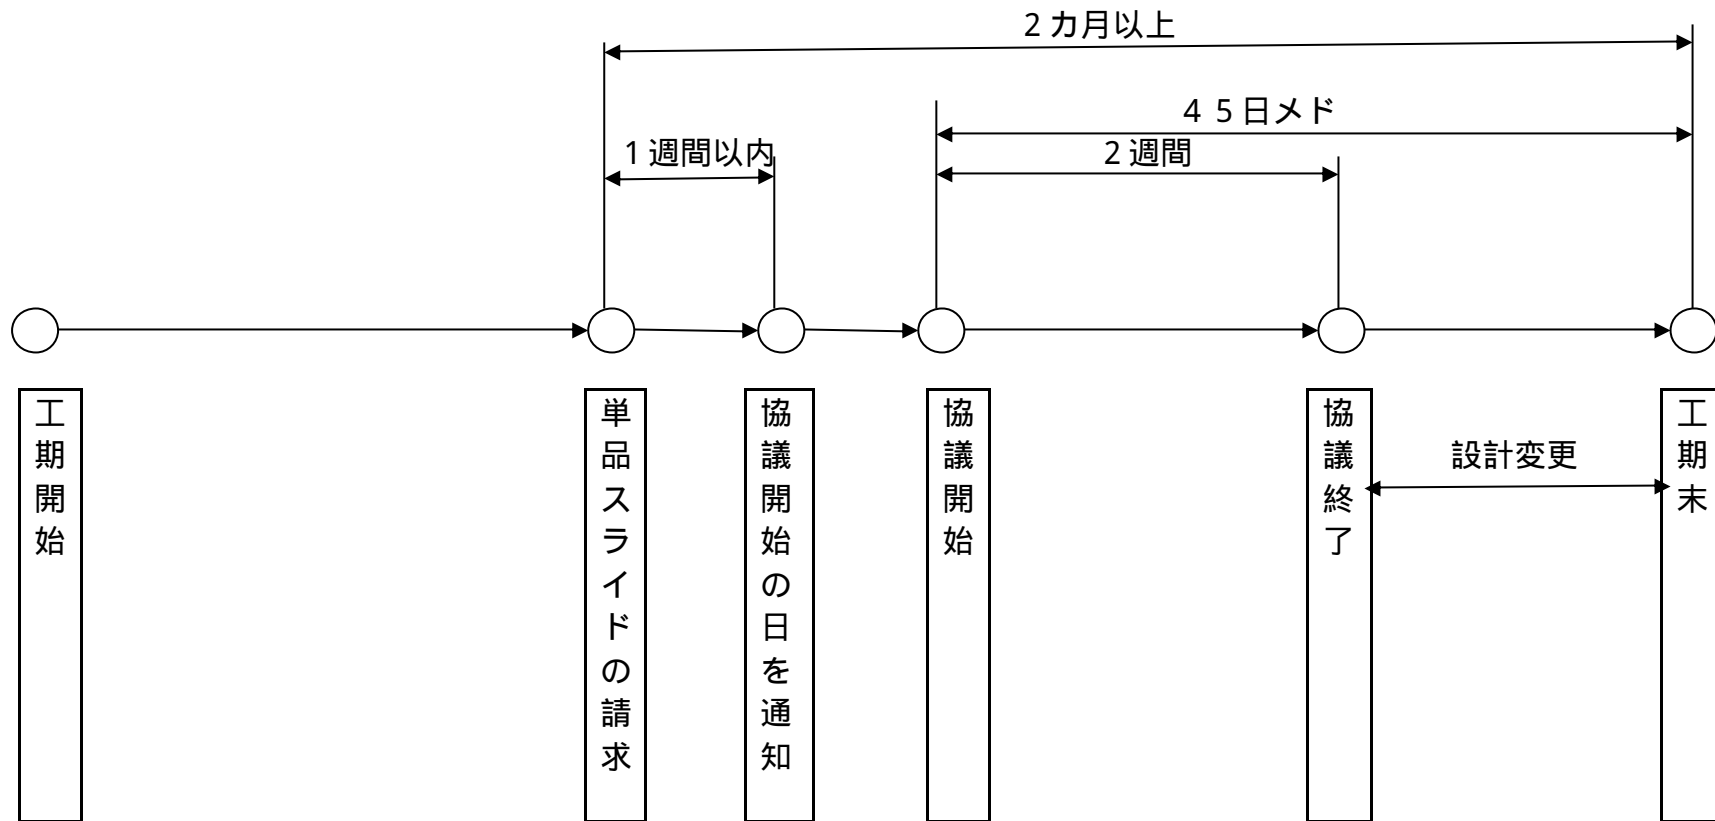 2カ月以上
45日メド
1週間以内
2週間
工期開始
単品スライドの請求
協議開始の日を通知
協議開始
協議終了
設計変更
工期末